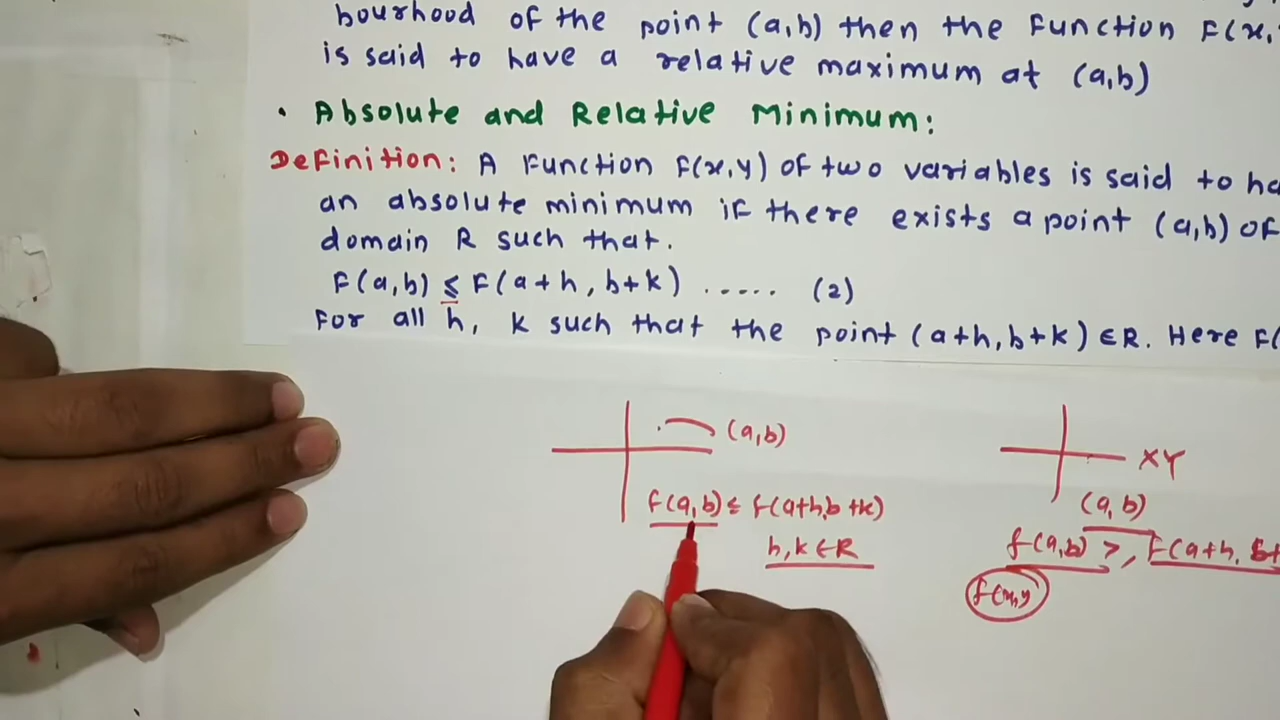 bourhood of the point (a,b) then the Function F(x,
is said to have a relative maximum at (a,b)
• Absolute and Relative Minimum:
Definition: A Function F(x,y) of two variables is said to ha
an absolute minimum if there exists a point (a,b) of
domain R such that.
F(a,b) ≤ F(a+h, b+k) ..... (2)
For all h, k such that the point (a+h, b+k) ∈ R. Here F(
(a,b)
XY
(a,b)
f(a,b) ≤ f(a+h, b+k)
h, k ∈ R
f(a,b) >, F(a+h, b+
f(x,y